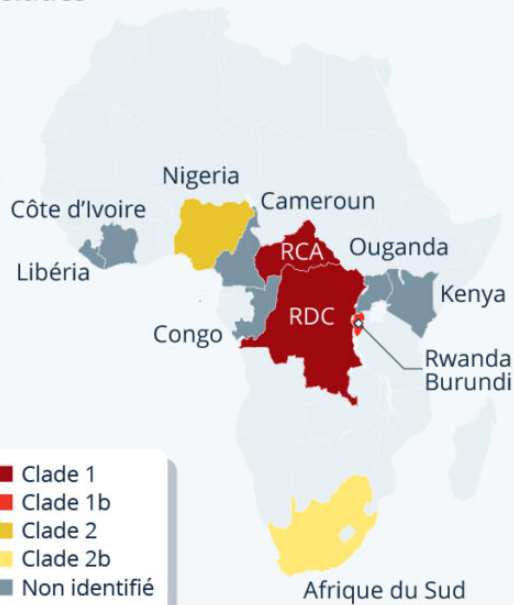 Nigeria
Cameroun
Côte d'Ivoire
RCA
Ouganda
Libéria
Kenya
RDC
Congo
Rwanda
Burundi
Clade 1
Clade 1b
Clade 2
Clade 2b
Non identifié
Afrique du Sud